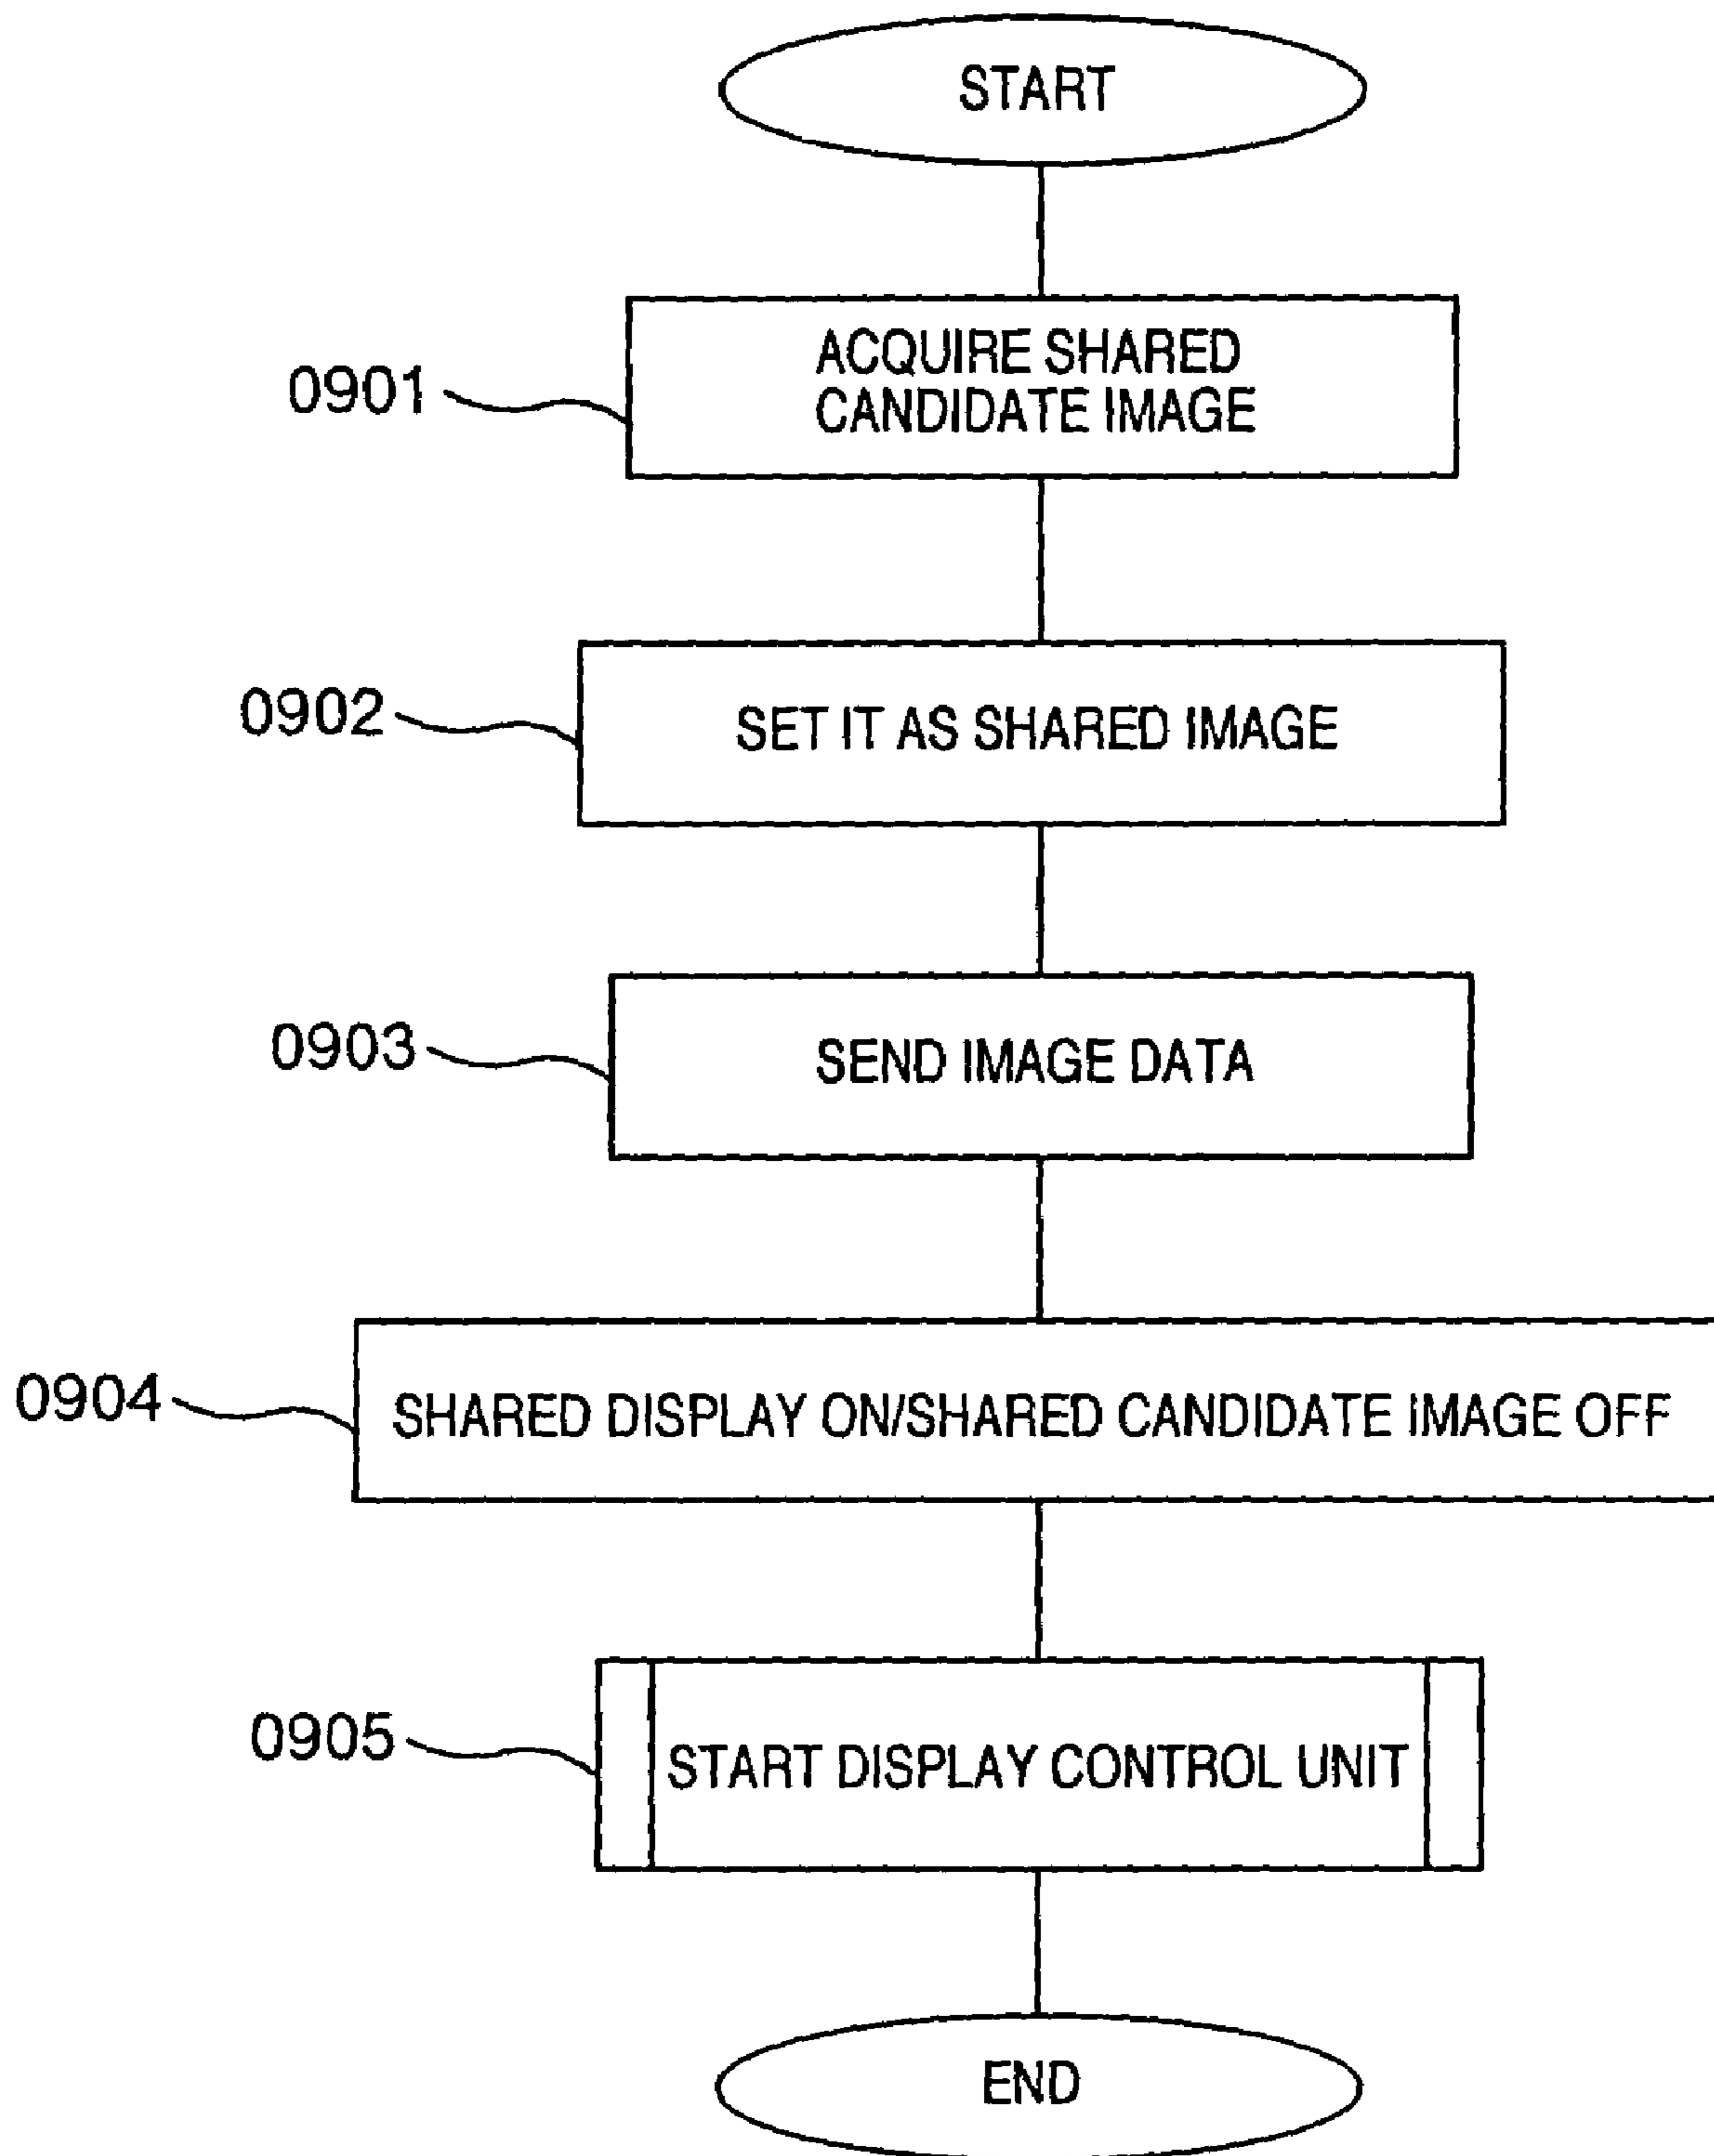 START
0901
ACQUIRE SHARED
CANDIDATE IMAGE
0902
SET IT AS SHARED IMAGE
0903
SEND IMAGE DATA
0904
SHARED DISPLAY ON/SHARED CANDIDATE IMAGE OFF
0905
START DISPLAY CONTROL UNIT
END